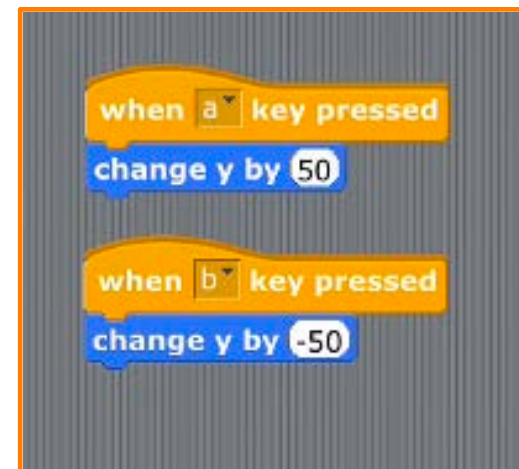 when a key pressed
change y by 50
when b key pressed
change y by -50